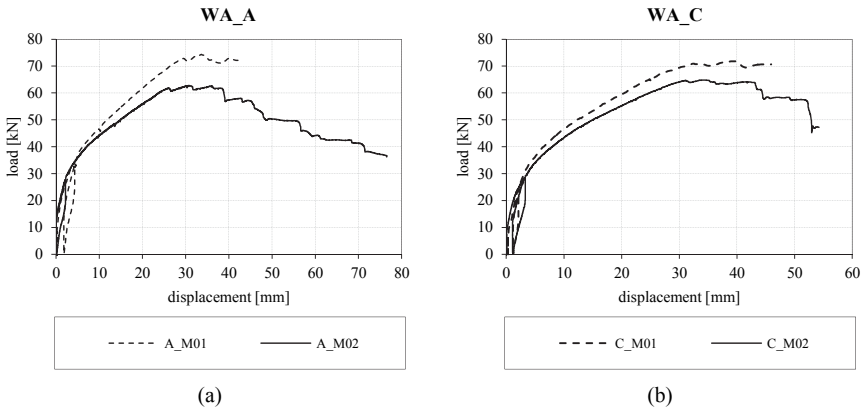 WA_A
80
70
60
50
40
30
20
10
0
load [kN]
0 10 20 30 40 50 60 70 80
displacement [mm]
A_M01 A_M02
(a)
WA_C
80
70
60
50
40
30
20
10
0
load [kN]
0 10 20 30 40 50 60
displacement [mm]
C_M01 C_M02
(b)